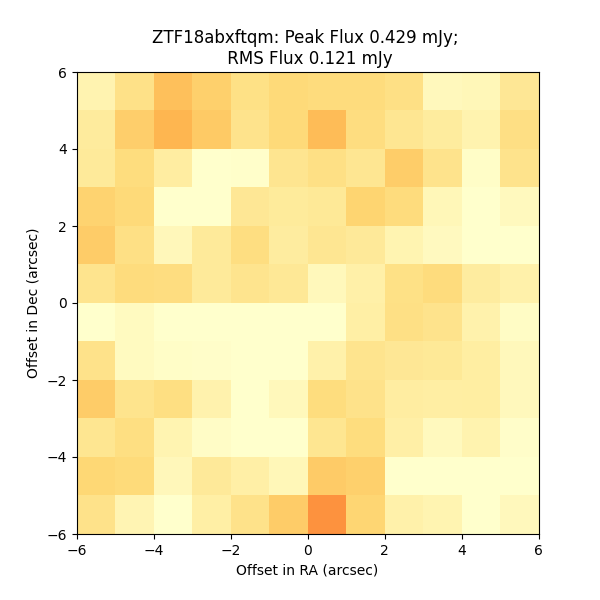 ZTF18abxftqm: Peak Flux 0.429 mJy;
RMS Flux 0.121 mJy
6
4
2
0
−2
−4
−6
Offset in Dec (arcsec)
−6 −4 −2 0 2 4 6
Offset in RA (arcsec)